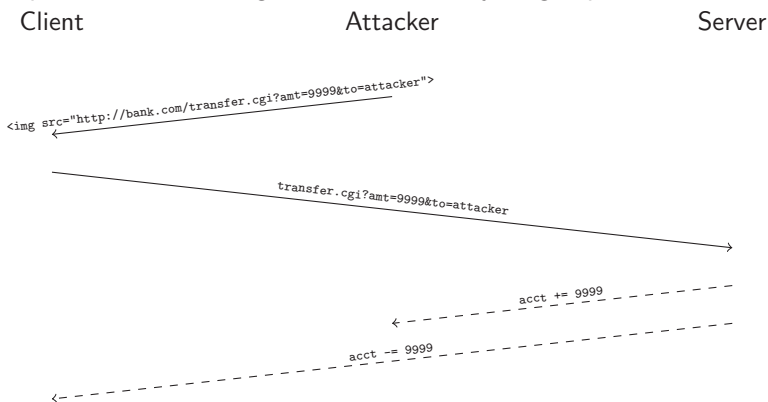 Client Attacker Server
<img src="http://bank.com/transfer.cgi?amt=9999&to=attacker">
transfer.cgi?amt=9999&to=attacker
acct += 9999
acct -= 9999